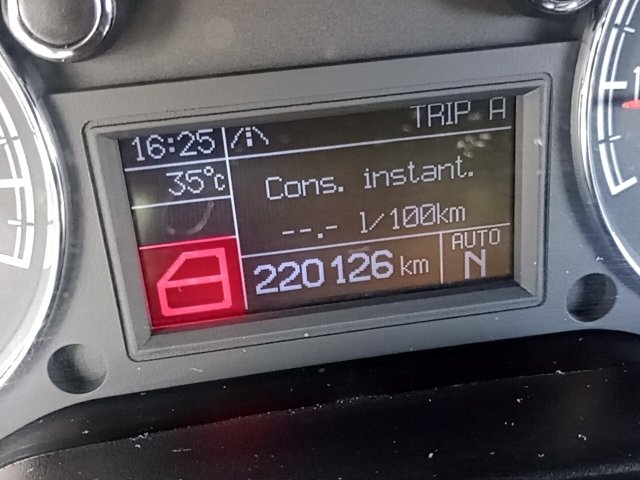 16:25 TRIP A
35°C
Cons. instant.
--.- l/100km
220126 km
AUTO
N